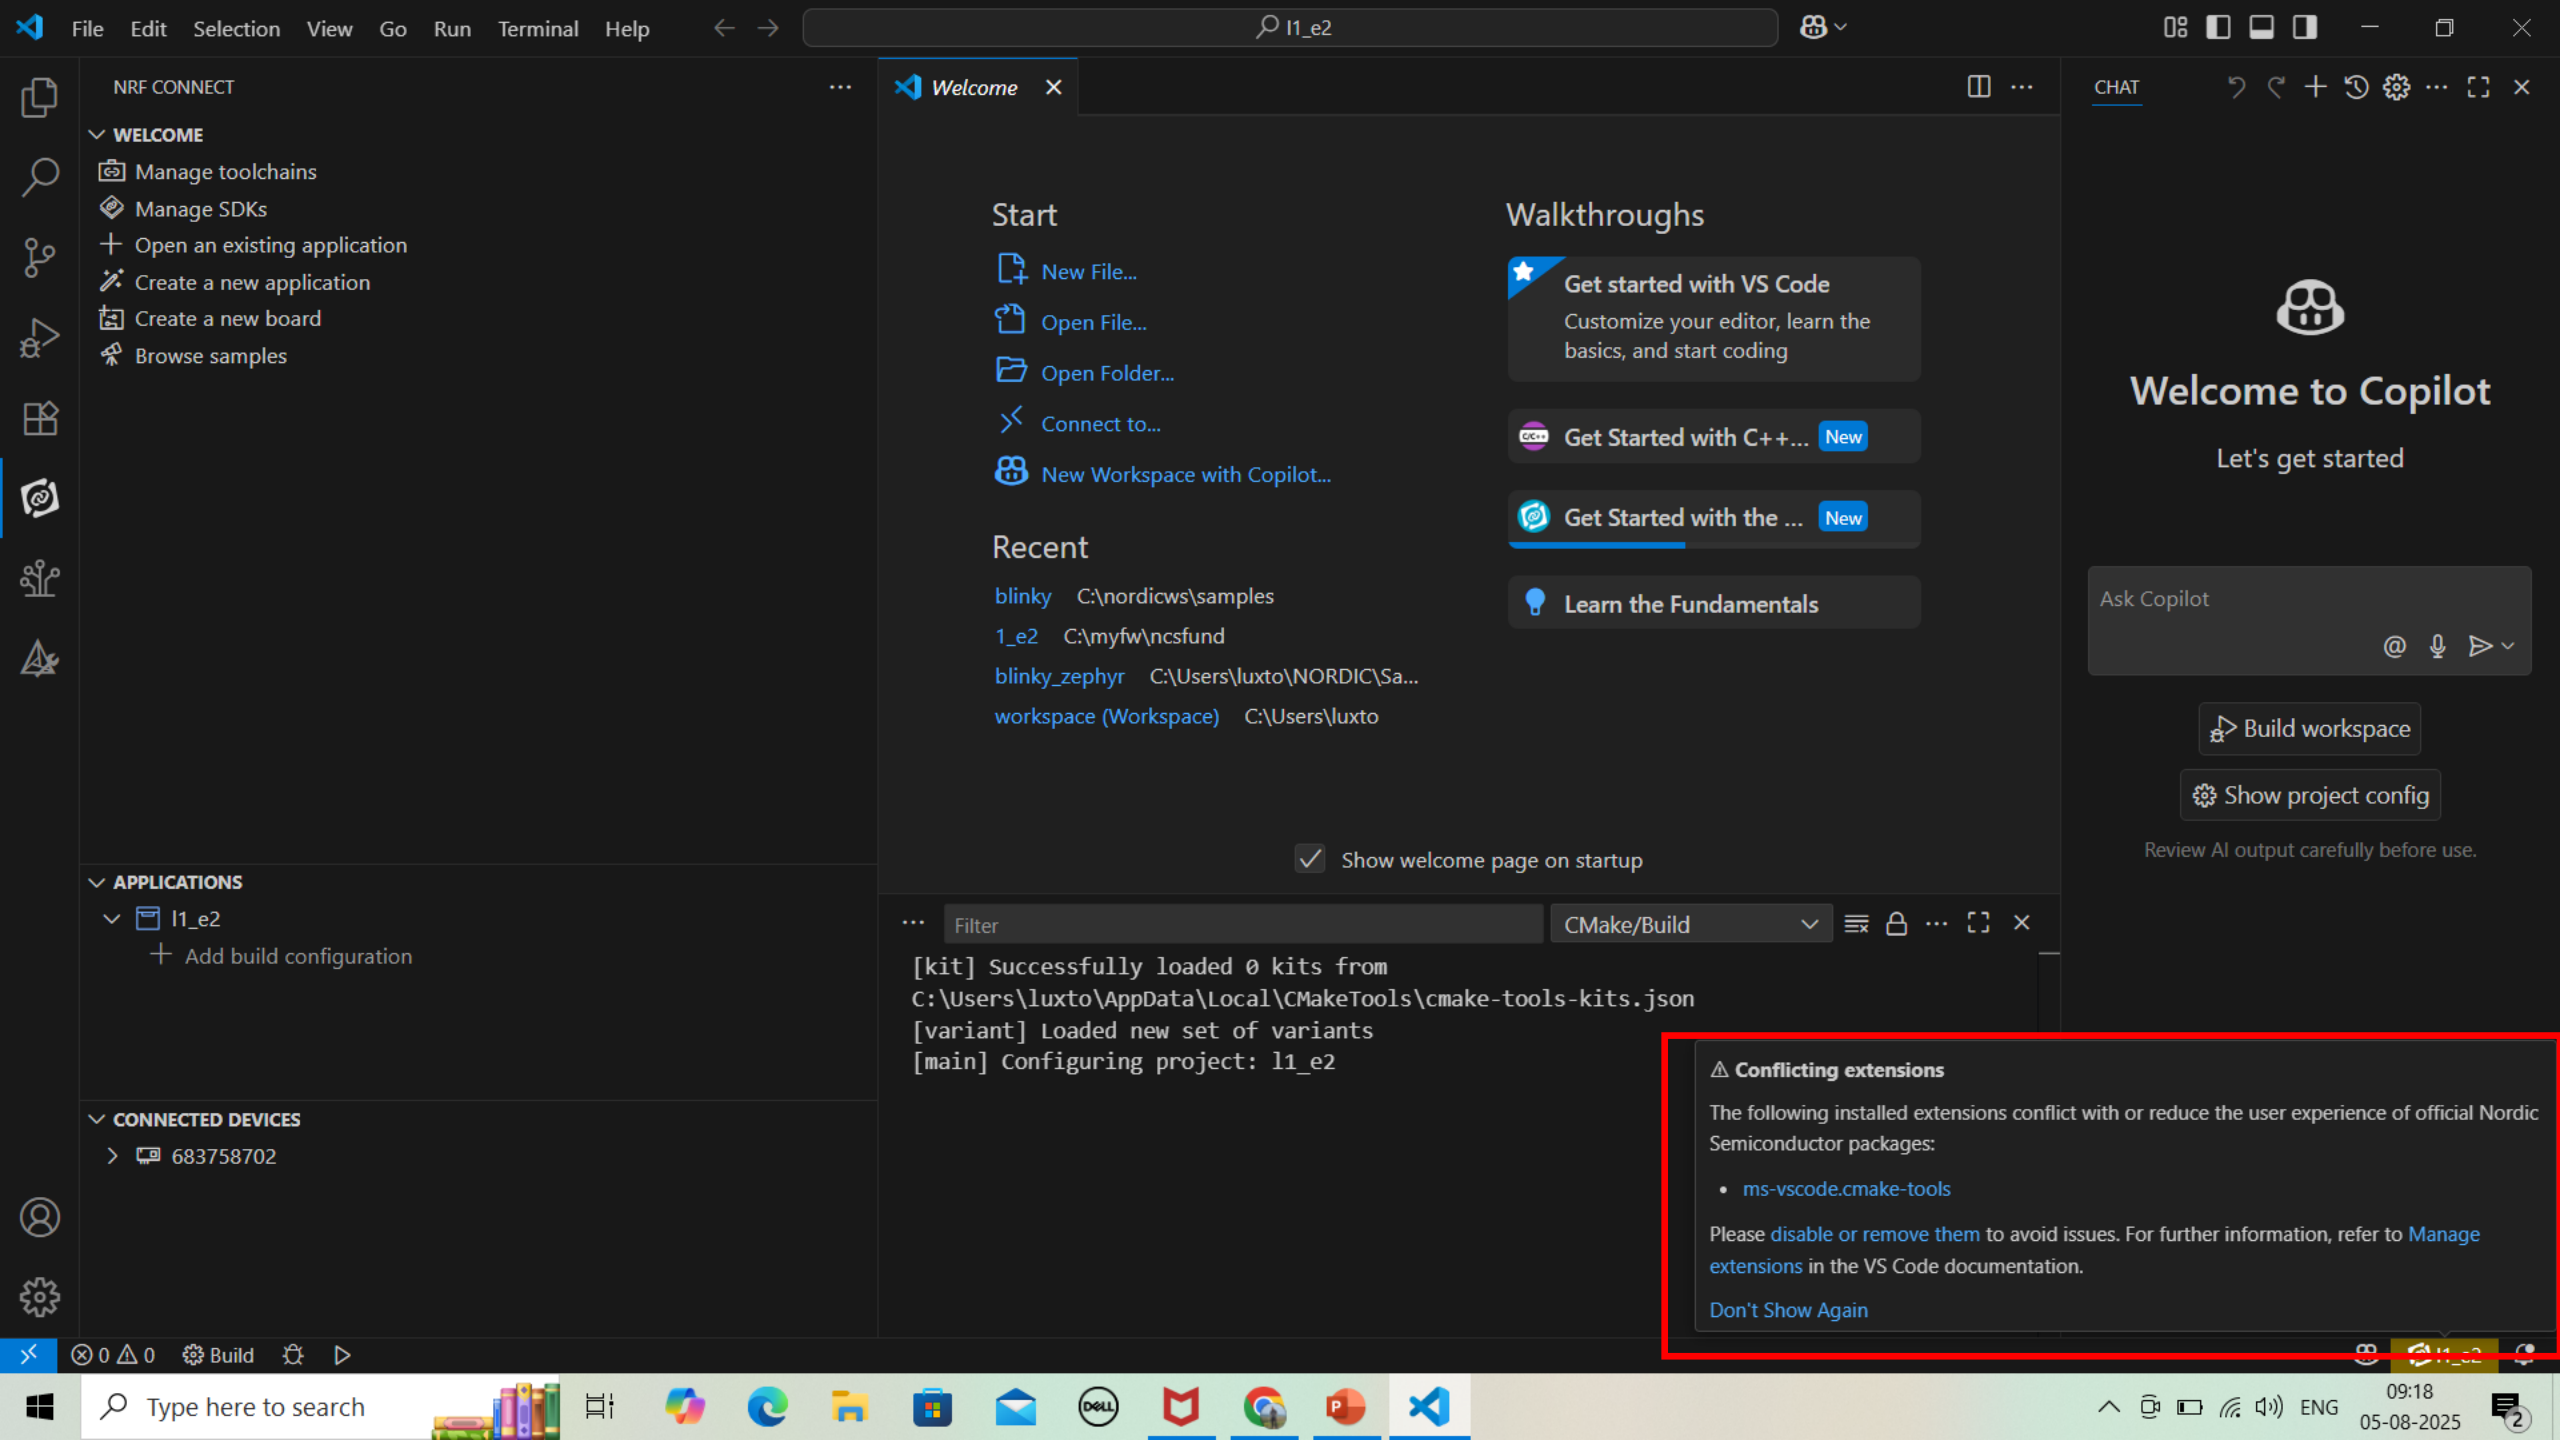 File Edit Selection View Go Run Terminal Help
l1_e2
NRF CONNECT
WELCOME
Manage toolchains
Manage SDKs
Open an existing application
Create a new application
Create a new board
Browse samples
APPLICATIONS
l1_e2
Add build configuration
CONNECTED DEVICES
683758702
Welcome
Start
New File...
Open File...
Open Folder...
Connect to...
New Workspace with Copilot...
Recent
blinky C:\nordicws\samples
1_e2 C:\myfw\ncsfund
blinky_zephyr C:\Users\luxto\NORDIC\Sa...
workspace (Workspace) C:\Users\luxto
Walkthroughs
Get started with VS Code
Customize your editor, learn the
basics, and start coding
C/C++
Get Started with C++... New
Get Started with the ... New
Learn the Fundamentals
Show welcome page on startup
Filter
CMake/Build
[kit] Successfully loaded 0 kits from
C:\Users\luxto\AppData\Local\CMakeTools\cmake-tools-kits.json
[variant] Loaded new set of variants
[main] Configuring project: l1_e2
CHAT
Welcome to Copilot
Let's get started
Ask Copilot
Build workspace
Show project config
Review AI output carefully before use.
Conflicting extensions
The following installed extensions conflict with or reduce the user experience of official Nordic
Semiconductor packages:
• ms-vscode.cmake-tools
Please disable or remove them to avoid issues. For further information, refer to Manage
extensions in the VS Code documentation.
Don't Show Again
0 0 Build
l1_e2
Type here to search
DELL
P
ENG
09:18
05-08-2025
2